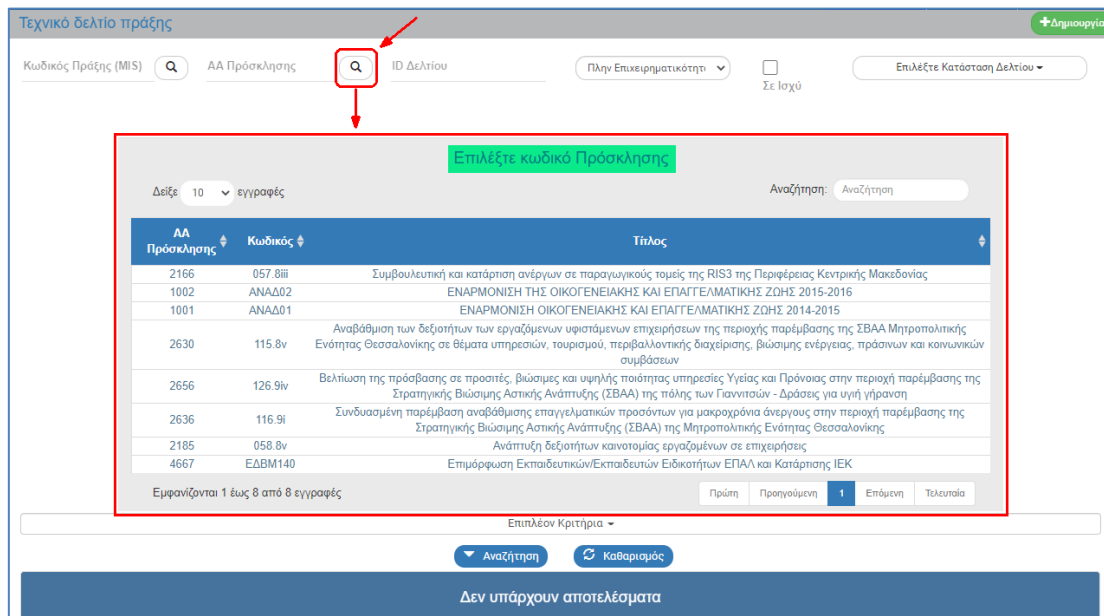 Τεχνικό δελτίο πράξης
Δημιουργία
Κωδικός Πράξης (MIS)
ΑΑ Πρόσκλησης
ID Δελτίου
Πλην Επιχειρηματικότητ
Σε Ισχύ
Επιλέξτε Κατάσταση Δελτίου
Επιλέξτε κωδικό Πρόσκλησης
Δείξε 10 εγγραφές
Αναζήτηση: Αναζήτηση
ΑΑ Πρόσκλησης Κωδικός Τίτλος
2166 057.8iii Συμβουλευτική και κατάρτιση ανέργων σε παραγωγικούς τομείς της RIS3 της Περιφέρειας Κεντρικής Μακεδονίας
1002 ΑΝΑΔ02 ΕΝΑΡΜΟΝΙΣΗ ΤΗΣ ΟΙΚΟΓΕΝΕΙΑΚΗΣ ΚΑΙ ΕΠΑΓΓΕΛΜΑΤΙΚΗΣ ΖΩΗΣ 2015-2016
1001 ΑΝΑΔ01 ΕΝΑΡΜΟΝΙΣΗ ΟΙΚΟΓΕΝΕΙΑΚΗΣ ΚΑΙ ΕΠΑΓΓΕΛΜΑΤΙΚΗΣ ΖΩΗΣ 2014-2015
2630 115.8v Αναβάθμιση των δεξιοτήτων των εργαζόμενων υφιστάμενων επιχειρήσεων της περιοχής παρέμβασης της ΣΒΑΑ Μητροπολιτικής
Ενότητας Θεσσαλονίκης σε θέματα υπηρεσιών, τουρισμού, περιβαλλοντικής διαχείρισης, βιώσιμης ενέργειας, πράσινων και κοινωνικών
συμβάσεων
2656 126.9iv Βελτίωση της πρόσβασης σε προσιτές, βιώσιμες και υψηλής ποιότητας υπηρεσίες Υγείας και Πρόνοιας στην περιοχή παρέμβασης της
Στρατηγικής Βιώσιμης Αστικής Ανάπτυξης (ΣΒΑΑ) της πόλης των Γιαννιτσών - Δράσεις για υγιή γήρανση
2636 116.9i Συνδυασμένη παρέμβαση αναβάθμισης επαγγελματικών προσόντων για μακροχρόνια άνεργους στην περιοχή παρέμβασης της
Στρατηγικής Βιώσιμης Αστικής Ανάπτυξης (ΣΒΑΑ) της Μητροπολιτικής Ενότητας Θεσσαλονίκης
2185 058.8v Ανάπτυξη δεξιοτήτων καινοτομίας εργαζομένων σε επιχειρήσεις
4667 ΕΔΒΜ140 Επιμόρφωση Εκπαιδευτικών/Εκπαιδευτών Ειδικοτήτων ΕΠΑΛ και Κατάρτισης ΙΕΚ
Εμφανίζονται 1 έως 8 από 8 εγγραφές
Πρώτη Προηγούμενη 1 Επόμενη Τελευταία
Επιπλέον Κριτήρια
Αναζήτηση
Καθαρισμός
Δεν υπάρχουν αποτελέσματα